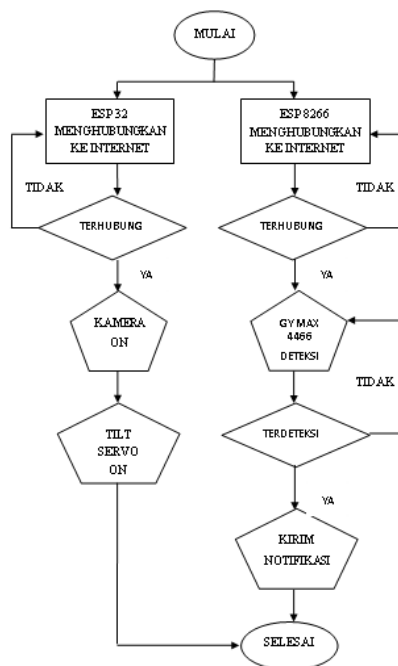 MULAI
ESP32
MENGHUBUNGKAN
KE INTERNET
ESP8266
MENGHUBUNGKAN
KE INTERNET
TIDAK
TIDAK
TERHUBUNG
TERHUBUNG
YA
YA
KAMERA
ON
GY MAX
4466
DETEKSI
TIDAK
TILT
SERVO
ON
TERDETEKSI
YA
KIRIM
NOTIFIKASI
SELESAI